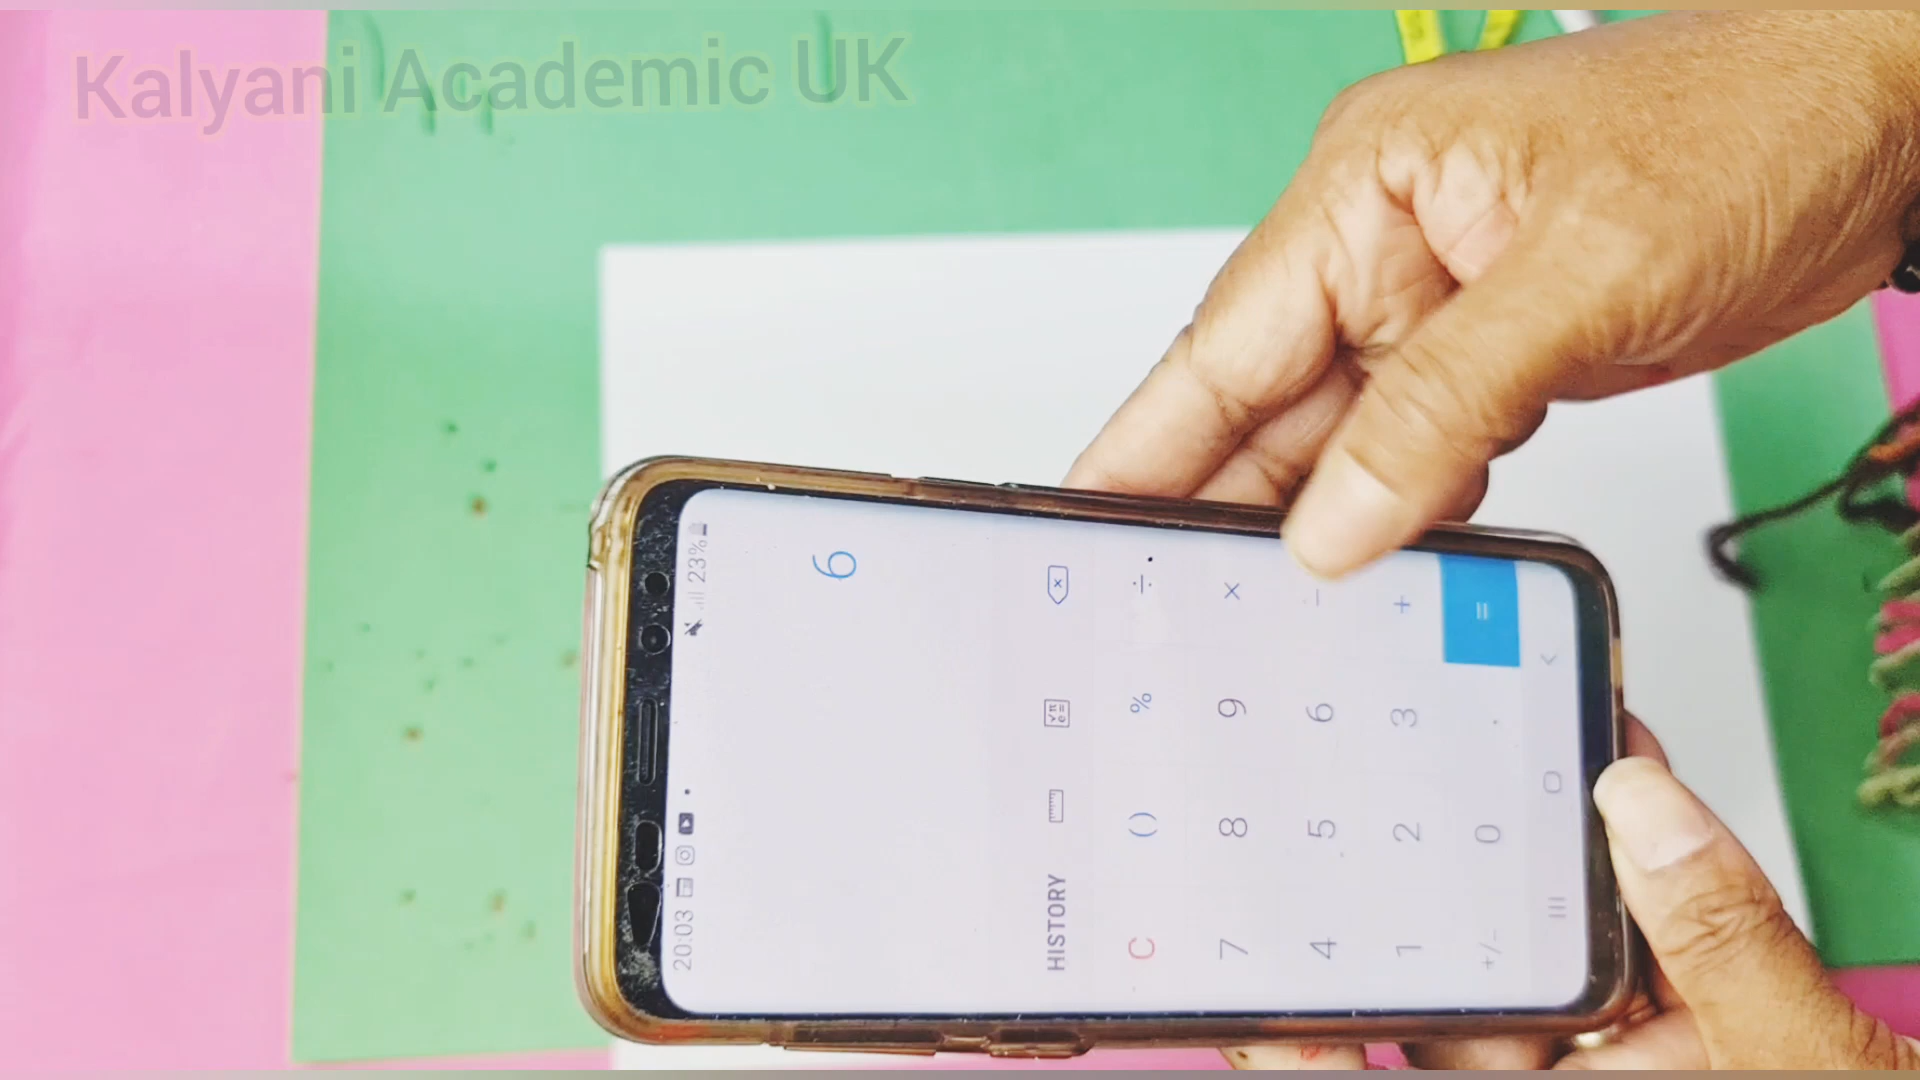 Kalyani Academic UK
20:03 23%
6
HISTORY
C () % ÷
7 8 9 ×
4 5 6 −
1 2 3 +
+/- 0 . =